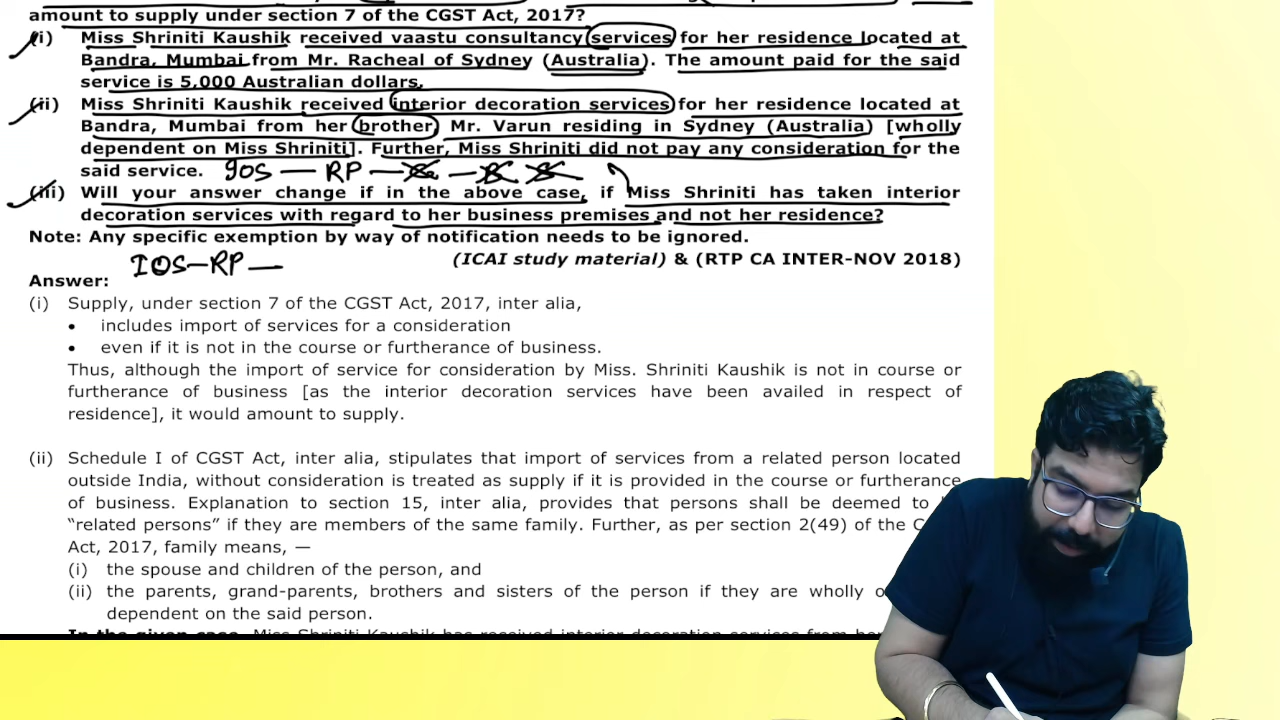 amount to supply under section 7 of the CGST Act, 2017?
(i) Miss Shriniti Kaushik received vaastu consultancy services for her residence located at
Bandra, Mumbai from Mr. Racheal of Sydney (Australia). The amount paid for the said
service is 5,000 Australian dollars.
(ii) Miss Shriniti Kaushik received interior decoration services for her residence located at
Bandra, Mumbai from her brother, Mr. Varun residing in Sydney (Australia) [wholly
dependent on Miss Shriniti]. Further, Miss Shriniti did not pay any consideration for the
said service. IOS — RP —
(iii) Will your answer change if in the above case, if Miss Shriniti has taken interior
decoration services with regard to her business premises and not her residence?
Note: Any specific exemption by way of notification needs to be ignored.
IOS—RP— (ICAI study material) & (RTP CA INTER-NOV 2018)
Answer:
(i) Supply, under section 7 of the CGST Act, 2017, inter alia,
• includes import of services for a consideration
• even if it is not in the course or furtherance of business.
Thus, although the import of service for consideration by Miss. Shriniti Kaushik is not in course or
furtherance of business [as the interior decoration services have been availed in respect of
residence], it would amount to supply.
(ii) Schedule I of CGST Act, inter alia, stipulates that import of services from a related person located
outside India, without consideration is treated as supply if it is provided in the course or furtherance
of business. Explanation to section 15, inter alia, provides that persons shall be deemed to
“related persons” if they are members of the same family. Further, as per section 2(49) of the
Act, 2017, family means, —
(i) the spouse and children of the person, and
(ii) the parents, grand-parents, brothers and sisters of the person if they are wholly
dependent on the said person.
In the given case, Miss Shriniti Kaushik has received interior decoration services from her